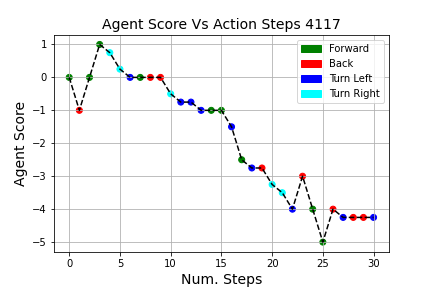 Agent Score Vs Action Steps 4117
Forward
Back
Turn Left
Turn Right
Agent Score
1
0
−1
−2
−3
−4
−5
0 5 10 15 20 25 30
Num. Steps